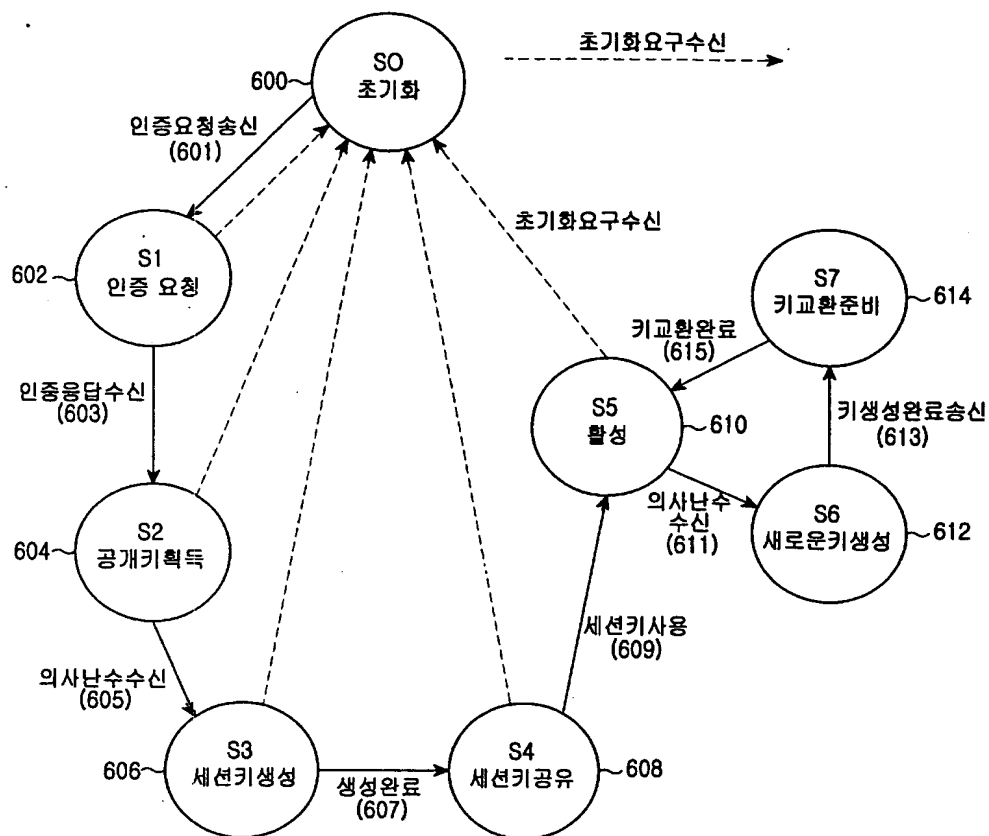 S0
초기화
600
초기화요구수신
인증요청송신
(601)
S1
인증 요청
602
초기화요구수신
S7
키교환준비
614
키교환완료
(615)
인중응답수신
(603)
S5
활성
610
키생성완료송신
(613)
의사난수
수신
(611)
S6
새로운키생성
612
S2
공개키획득
604
세션키사용
(609)
의사난수수신
(605)
S3
세션키생성
606
생성완료
(607)
S4
세션키공유
608